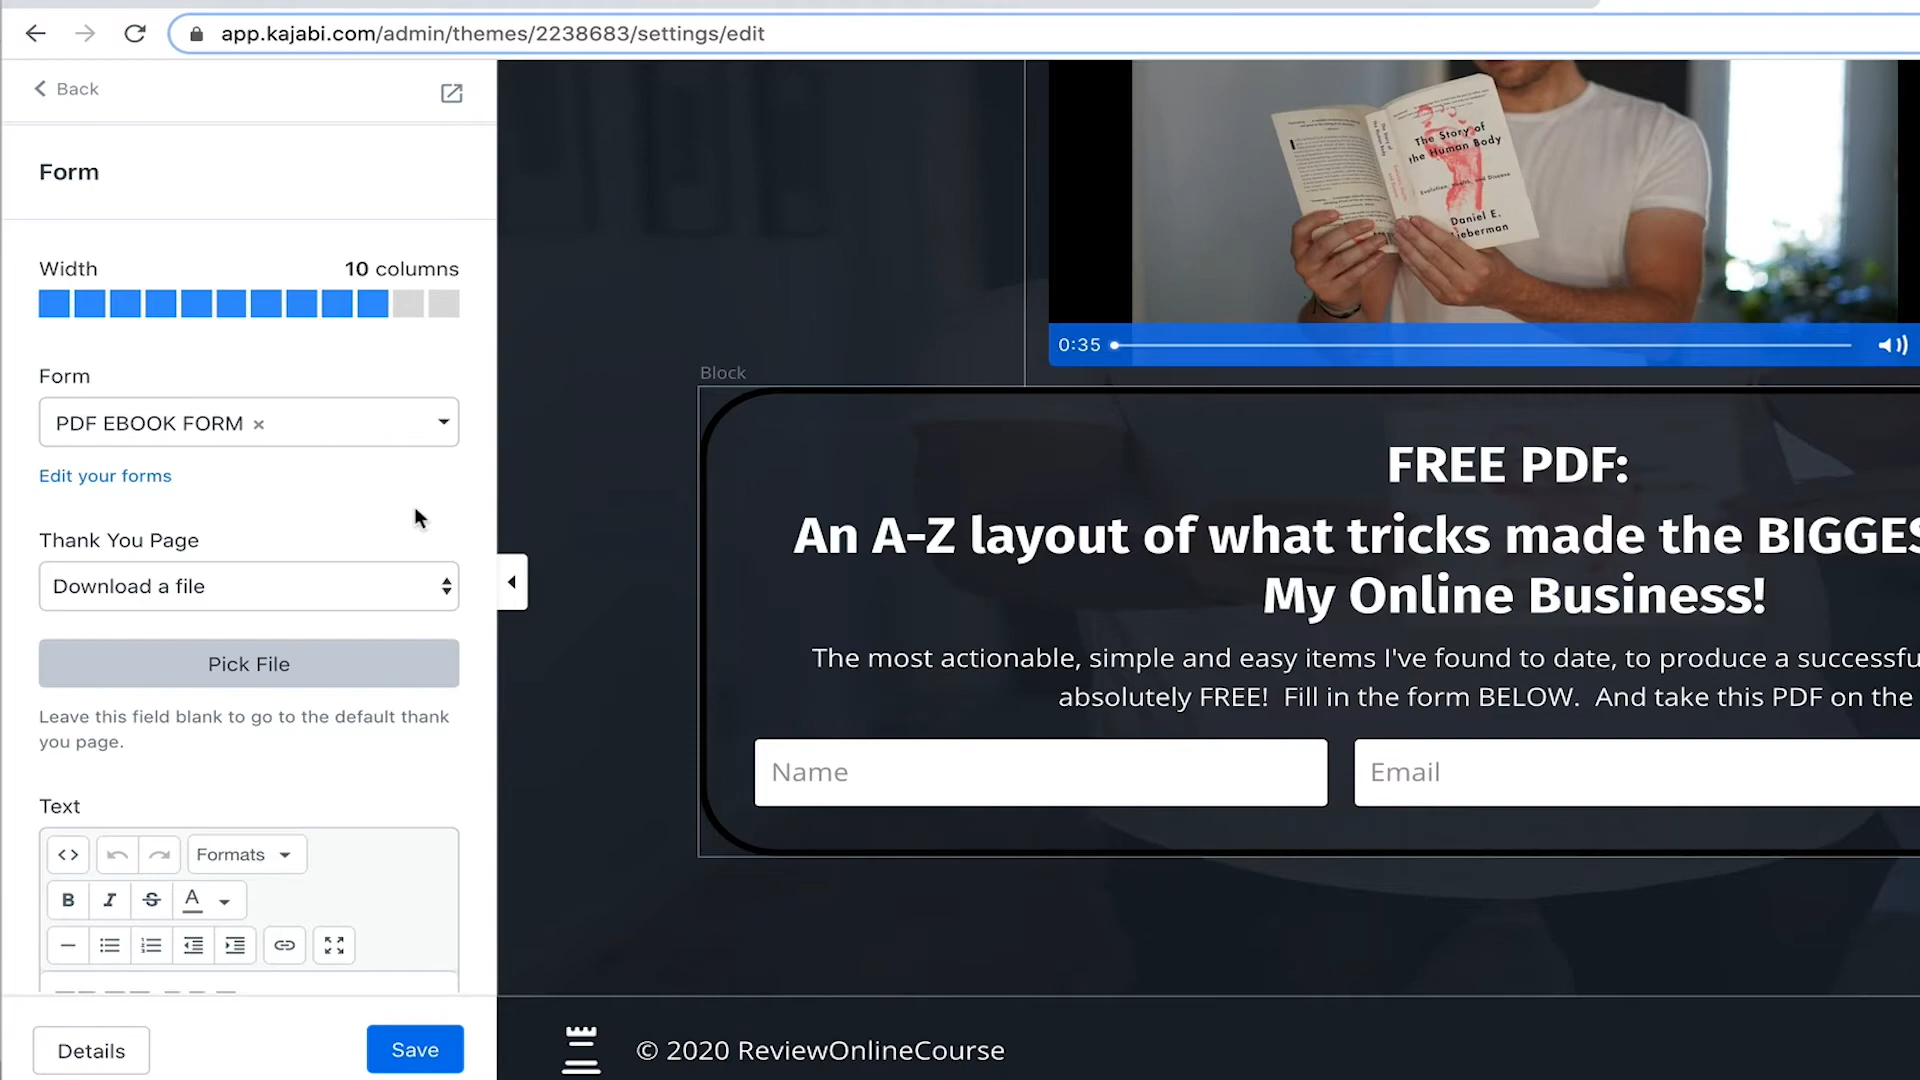 app.kajabi.com/admin/themes/2238683/settings/edit
Back
Form
Width
10 columns
Form
PDF EBOOK FORM ×
Edit your forms
Thank You Page
Download a file
Pick File
Leave this field blank to go to the default thank
you page.
Text
Formats
B I S A
Details
Save
The Story of
the Human Body
Evolution, Health, and Disease
Daniel E.
Lieberman
0:35
Block
FREE PDF:
An A-Z layout of what tricks made the BIGGES
My Online Business!
The most actionable, simple and easy items I've found to date, to produce a successfu
absolutely FREE! Fill in the form BELOW. And take this PDF on the
Name
Email
© 2020 ReviewOnlineCourse